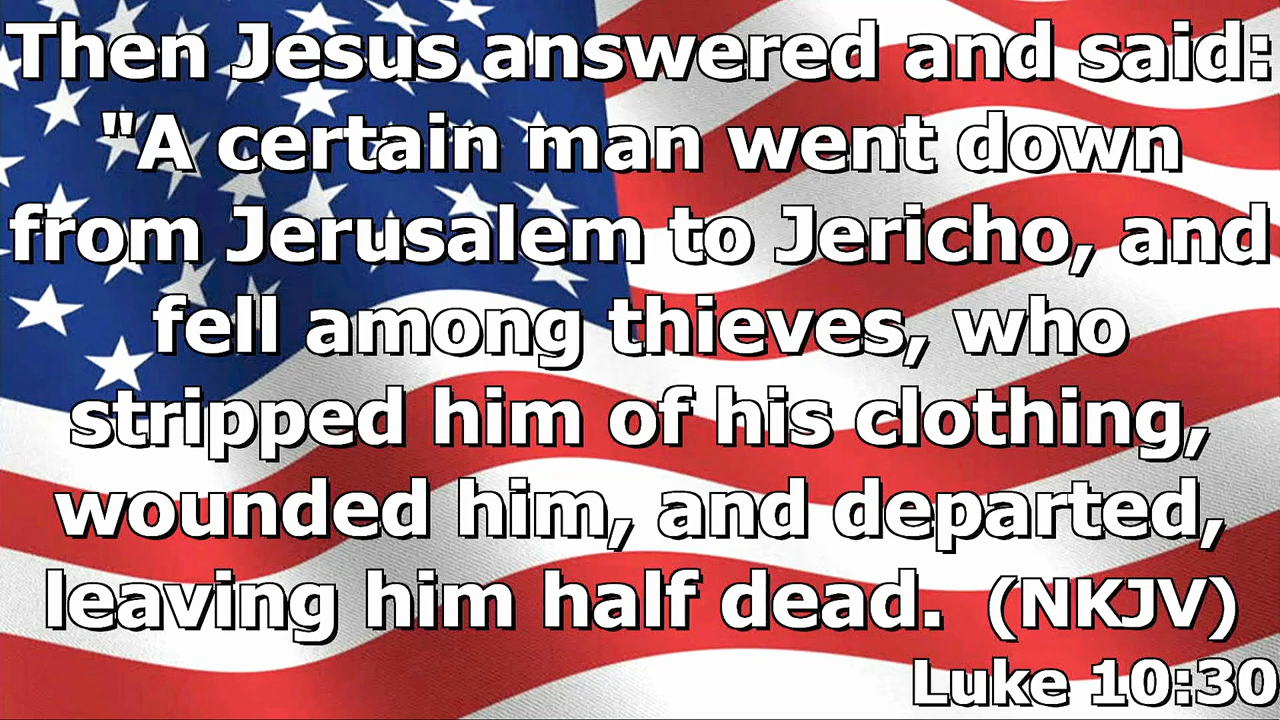 Then Jesus answered and said:
"A certain man went down
from Jerusalem to Jericho, and
fell among thieves, who
stripped him of his clothing,
wounded him, and departed,
leaving him half dead. (NKJV)
Luke 10:30